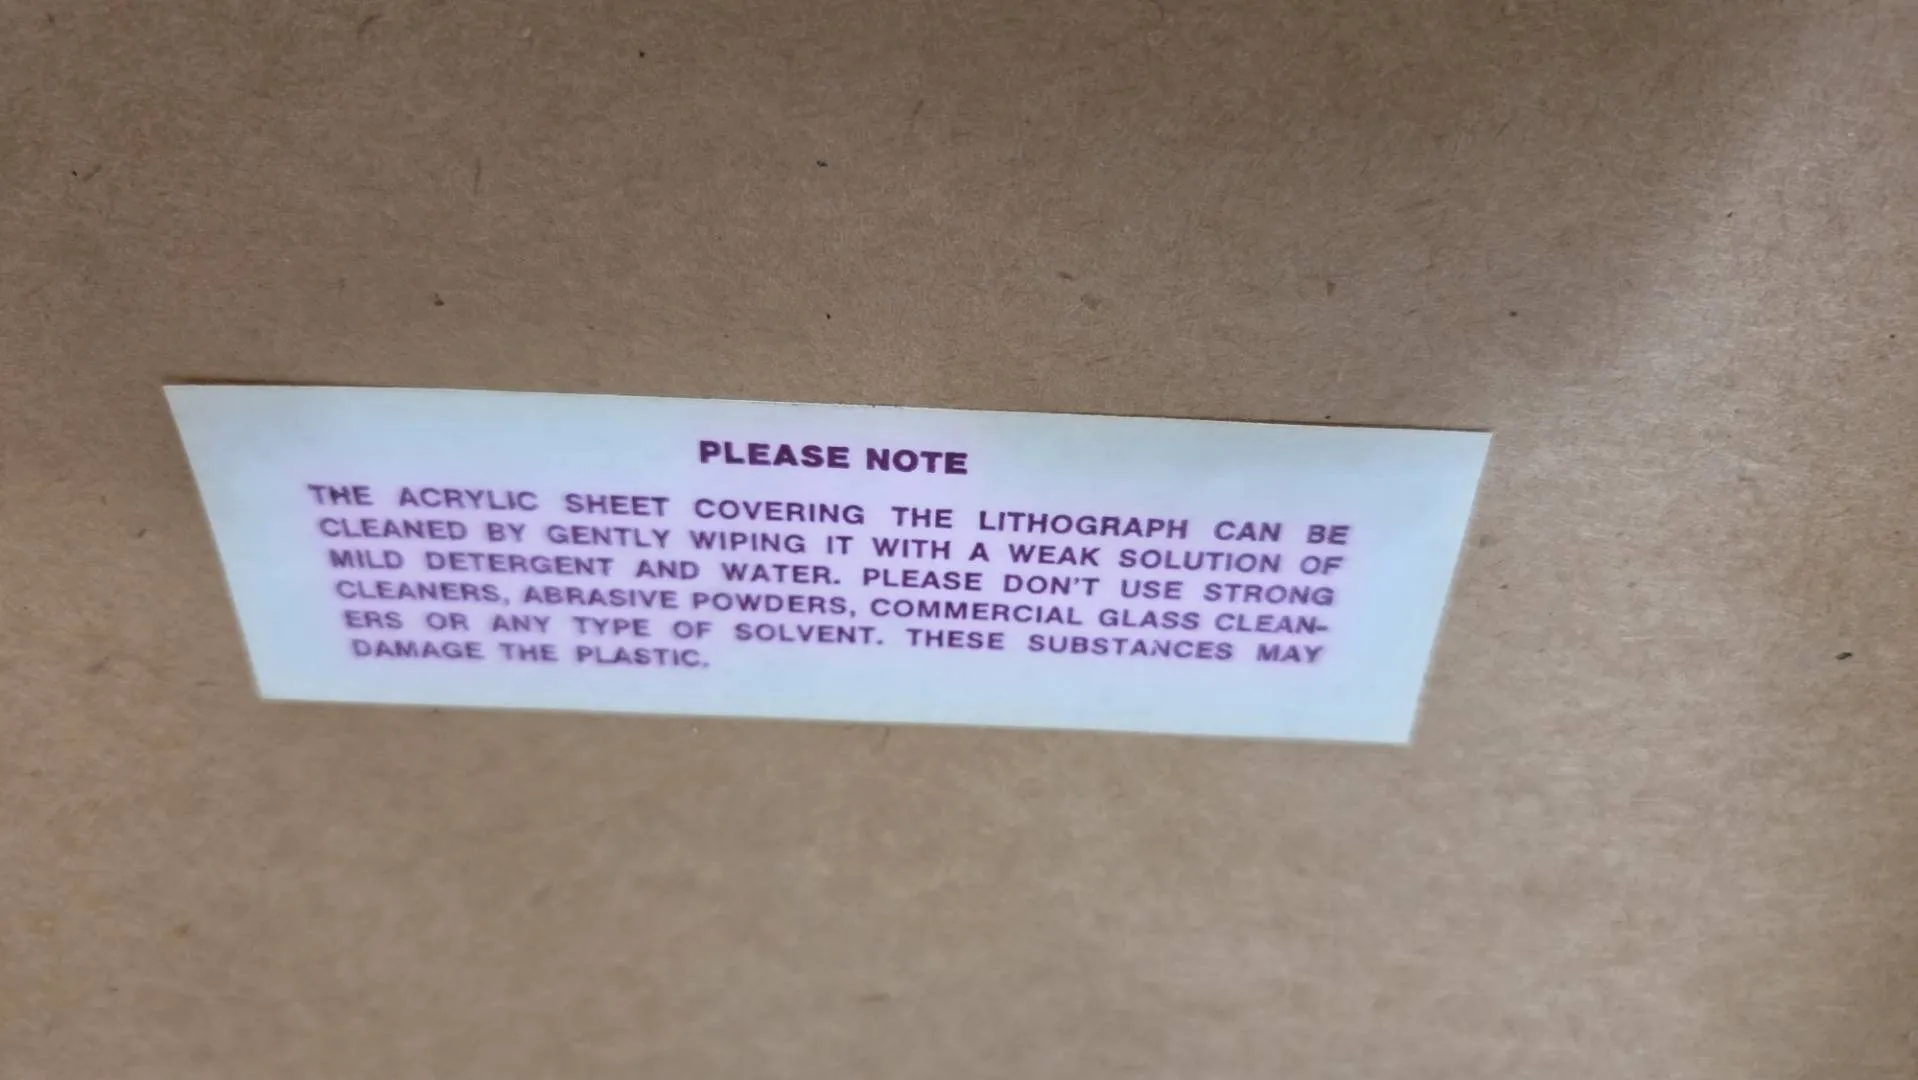 PLEASE NOTE
THE ACRYLIC SHEET COVERING THE LITHOGRAPH CAN BE
CLEANED BY GENTLY WIPING IT WITH A WEAK SOLUTION OF
MILD DETERGENT AND WATER. PLEASE DON'T USE STRONG
CLEANERS, ABRASIVE POWDERS, COMMERCIAL GLASS CLEAN-
ERS OR ANY TYPE OF SOLVENT. THESE SUBSTANCES MAY
DAMAGE THE PLASTIC.